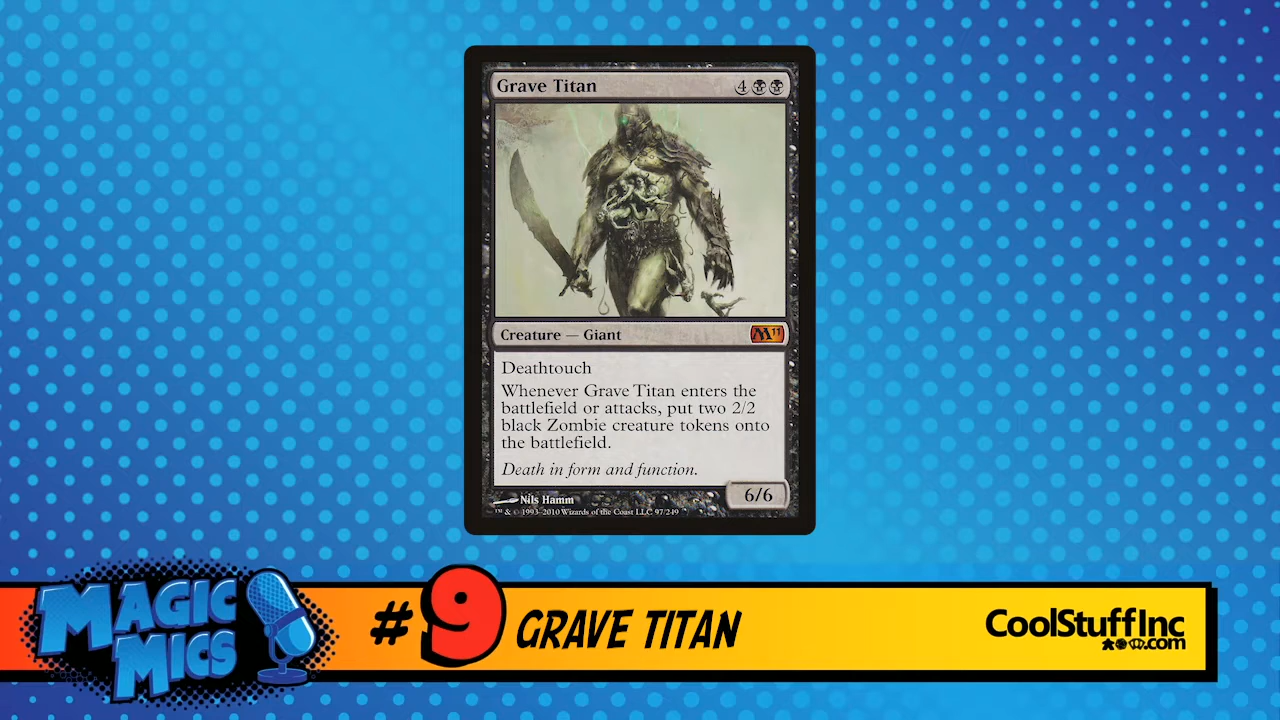 Grave Titan 4
Creature — Giant
M11
Deathtouch
Whenever Grave Titan enters the
battlefield or attacks, put two 2/2
black Zombie creature tokens onto
the battlefield.
Death in form and function.
6/6
Nils Hamm
™ & © 1993–2010 Wizards of the Coast LLC 97/249
MAGIC
MICS
#9 GRAVE TITAN
CoolStuffInc
.com